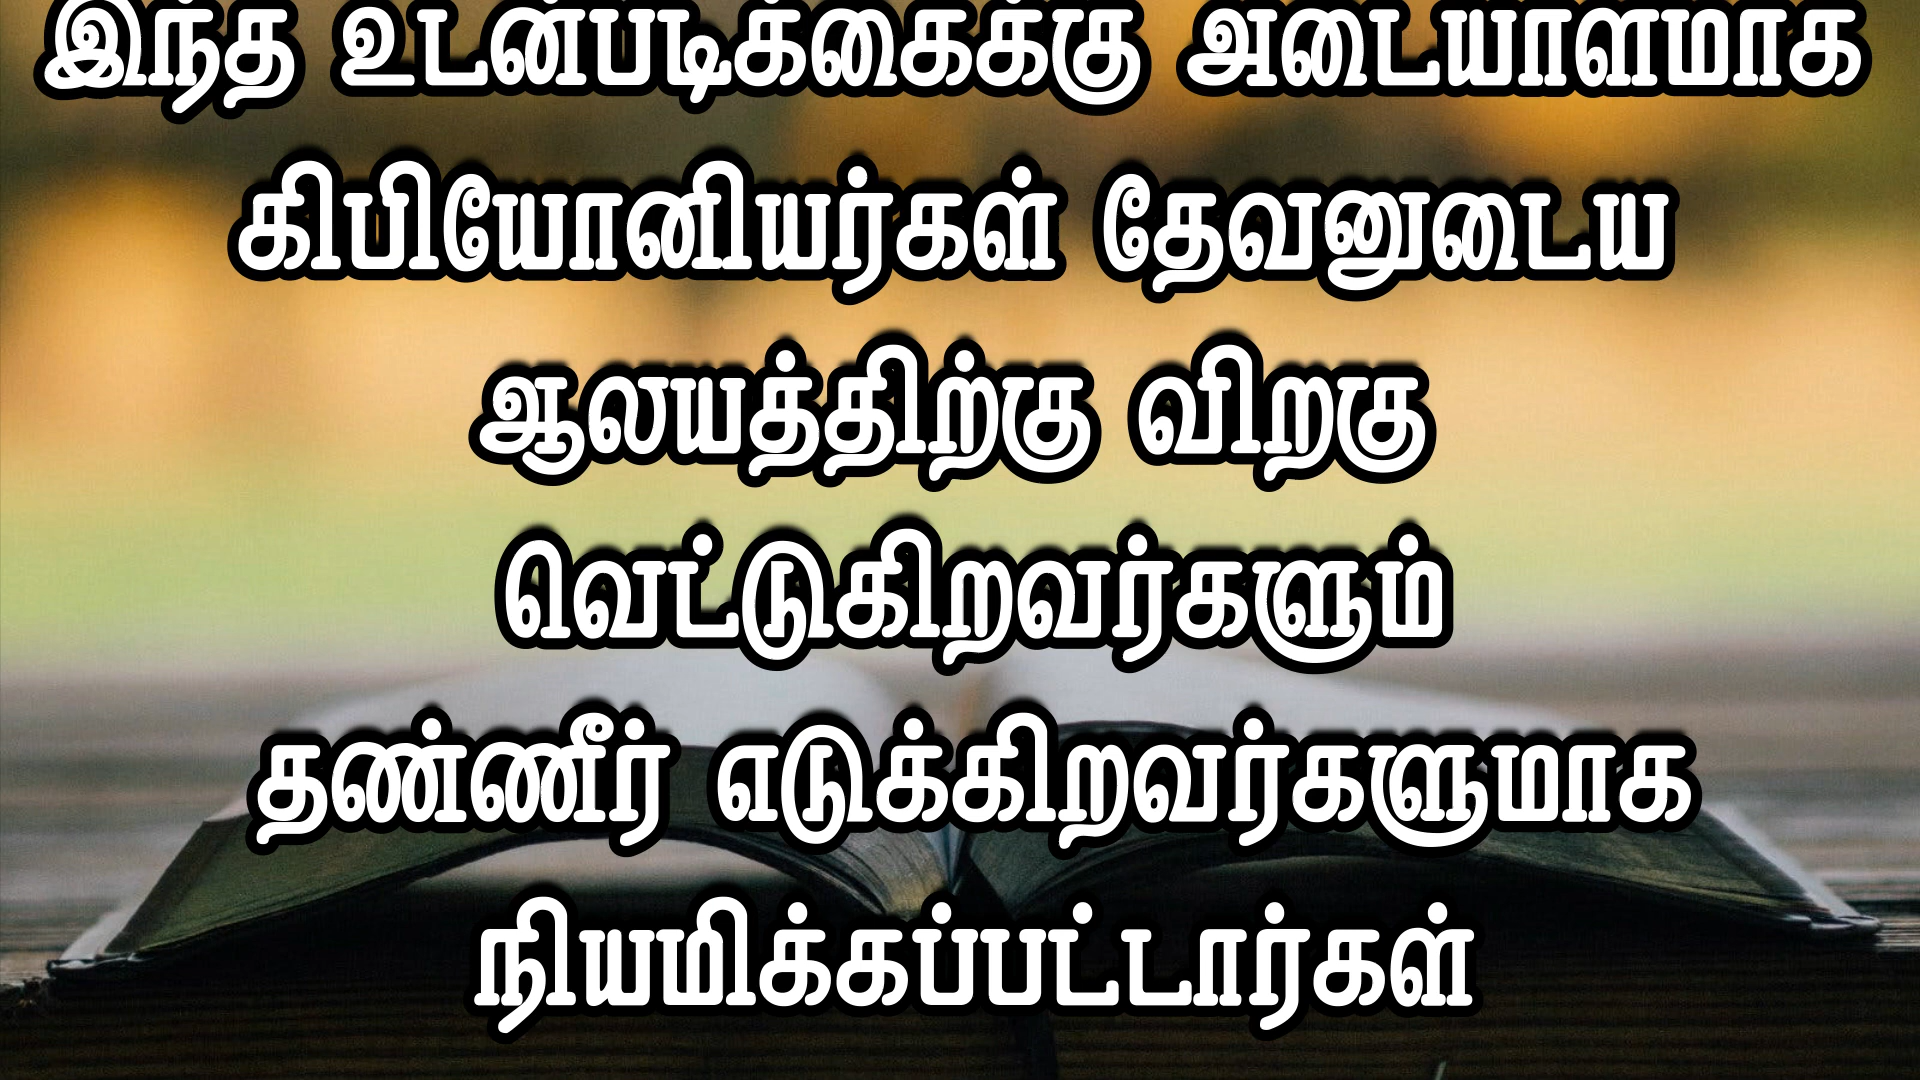 இந்த உடன்படிக்கைக்கு அடையாளமாக
கிபியோனியர்கள் தேவனுடைய
ஆலயத்திற்கு விறகு
வெட்டுகிறவர்களும்
தண்ணீர் எடுக்கிறவர்களுமாக
நியமிக்கப்பட்டார்கள்